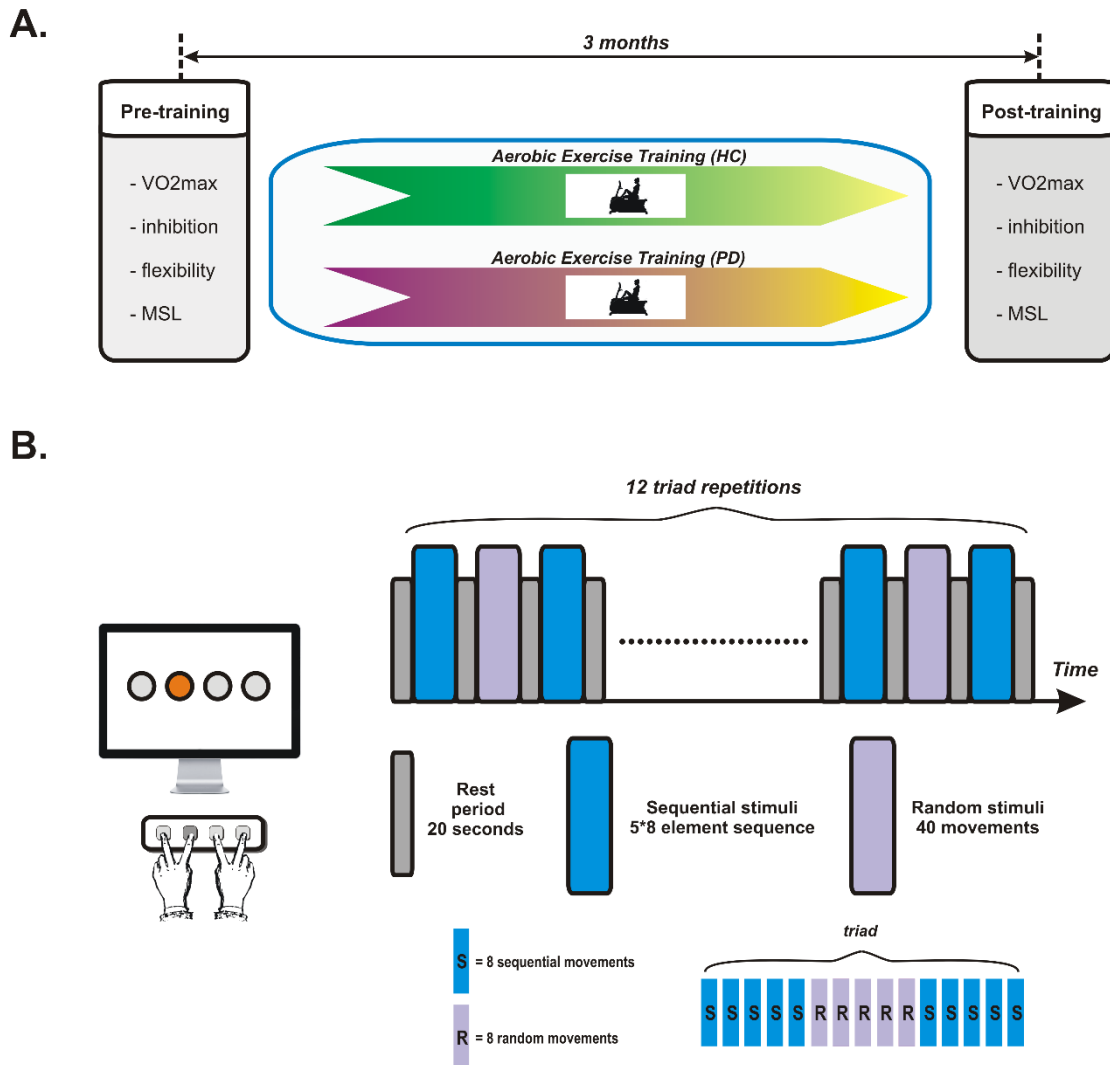 A.
3 months
Pre-training
- VO2max
- inhibition
- flexibility
- MSL
Aerobic Exercise Training (HC)
Aerobic Exercise Training (PD)
Post-training
- VO2max
- inhibition
- flexibility
- MSL
B.
12 triad repetitions
Time
Rest
period
20 seconds
Sequential stimuli
5*8 element sequence
Random stimuli
40 movements
S = 8 sequential movements
R = 8 random movements
triad
S S S S S R R R R R S S S S S